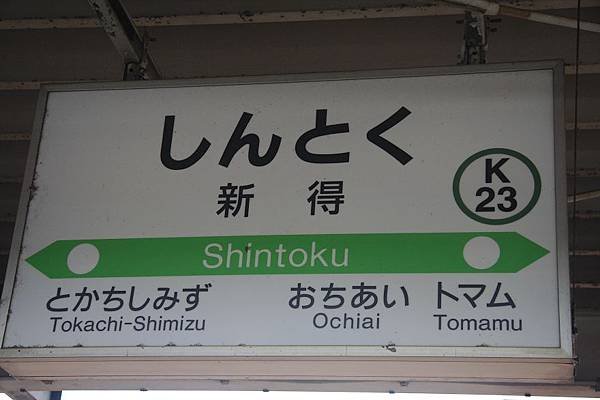 しんとく
新得
K
23
Shintoku
とかちしみず おちあい トマム
Tokachi-Shimizu Ochiai Tomamu